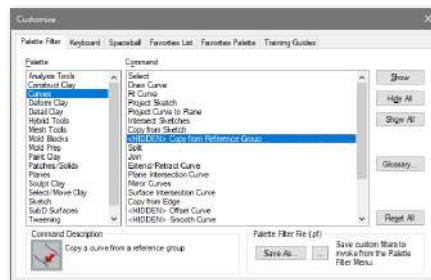 Customize
Palette Filter Keyboard Spaceball Favorites List Favorites Palette Training Guides
Palette
Analysis Tools
Construct Clay
Curves
Deform Clay
Detail Clay
Hybrid Tools
Mesh Tools
Mold Blocks
Mold Prep
Paint Clay
Patches/Solids
Planes
Sculpt Clay
Select/Move Clay
Sketch
SubD Surfaces
Tweening
Command
Select
Draw Curve
Fit Curve
Project Sketch
Project Curve to Plane
Intersect Sketches
Copy from Sketch
<HIDDEN> Copy from Reference Group
Split
Join
Extend/Retract Curve
Plane Intersection Curve
Mirror Curves
Surface Intersection Curve
Copy from Edge
<HIDDEN> Offset Curve
<HIDDEN> Smooth Curve
Show
Hide All
Show All
Glossary...
Reset All
Command Description
Copy a curve from a reference group
Palette Filter File (.pf)
Save As... ...
Save custom filters to
invoke from the Palette
Filter Menu.